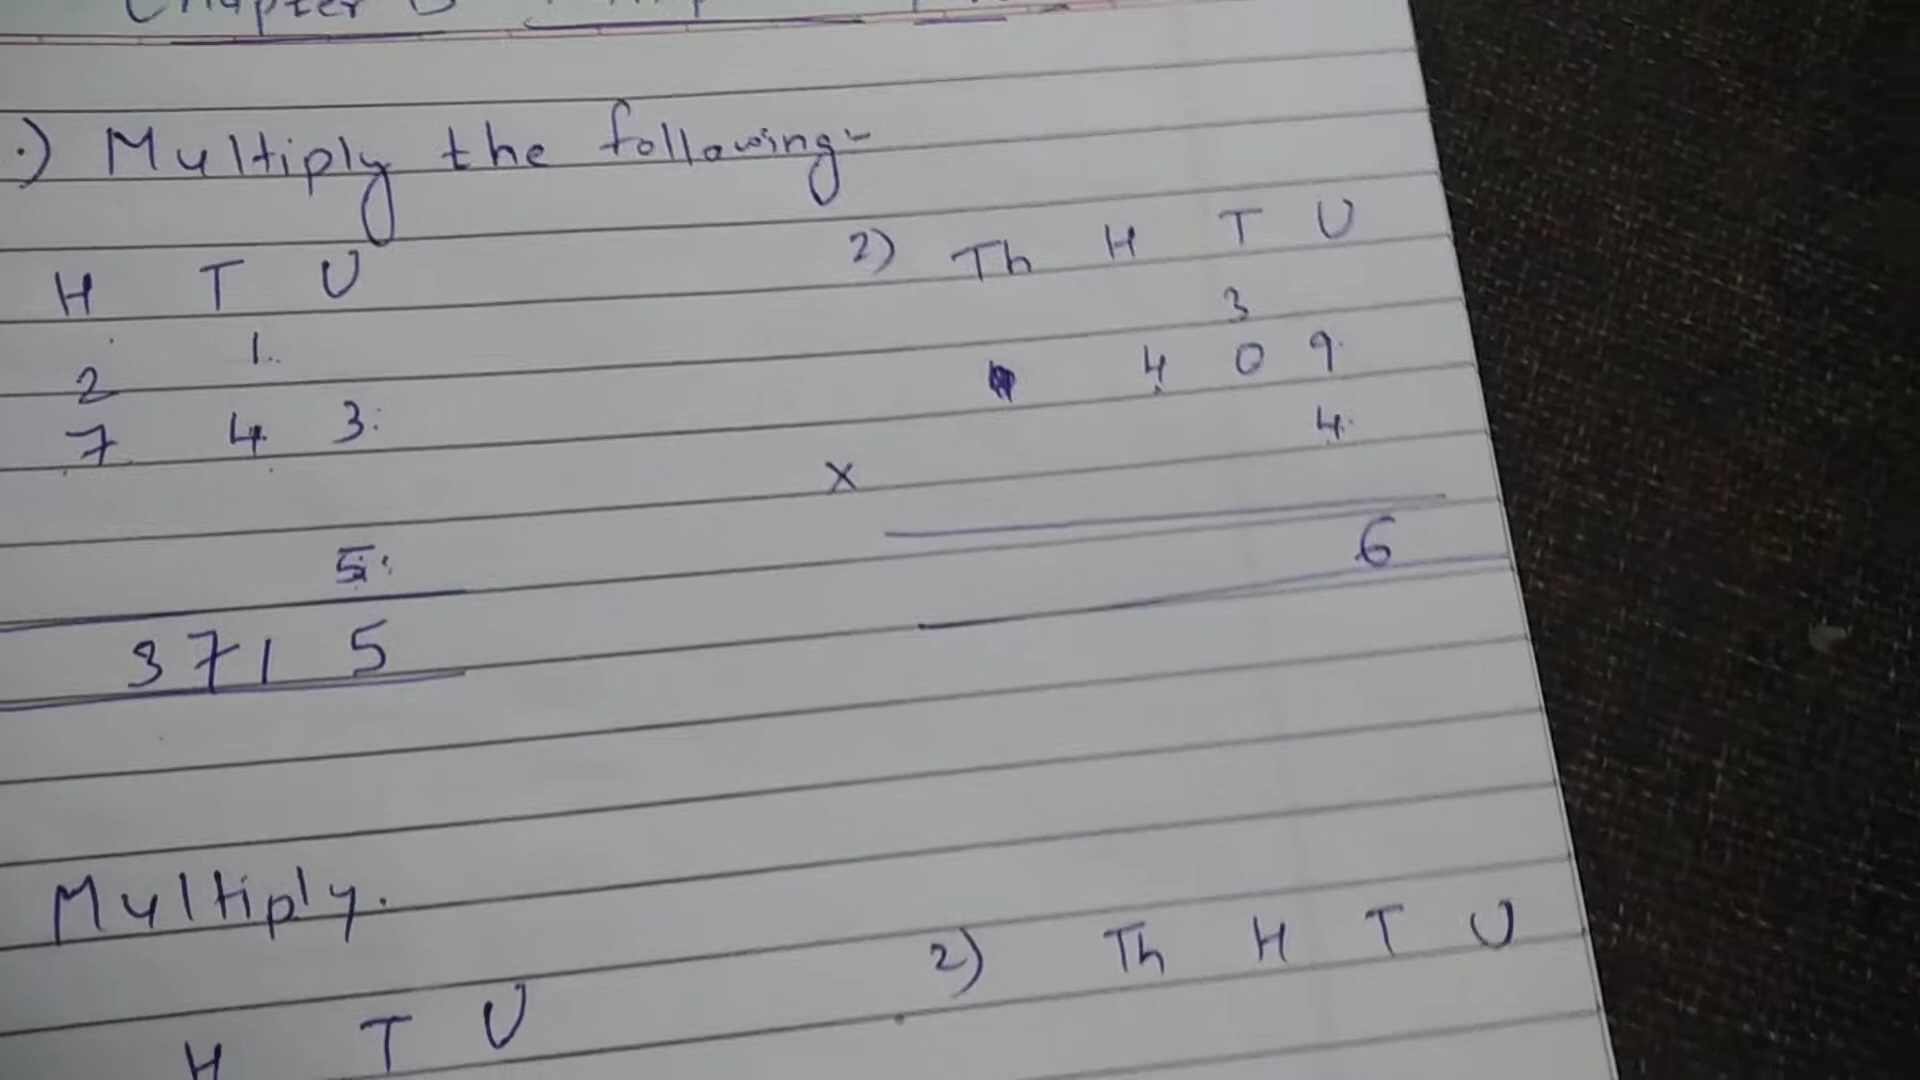 Chapter
.) Multiply the following:-
H T U
2 1
7 4 3
5
3 7 1 5
2) Th H T U
3
4 0 9
x 4
6
Multiply.
H T U
2) Th H T U